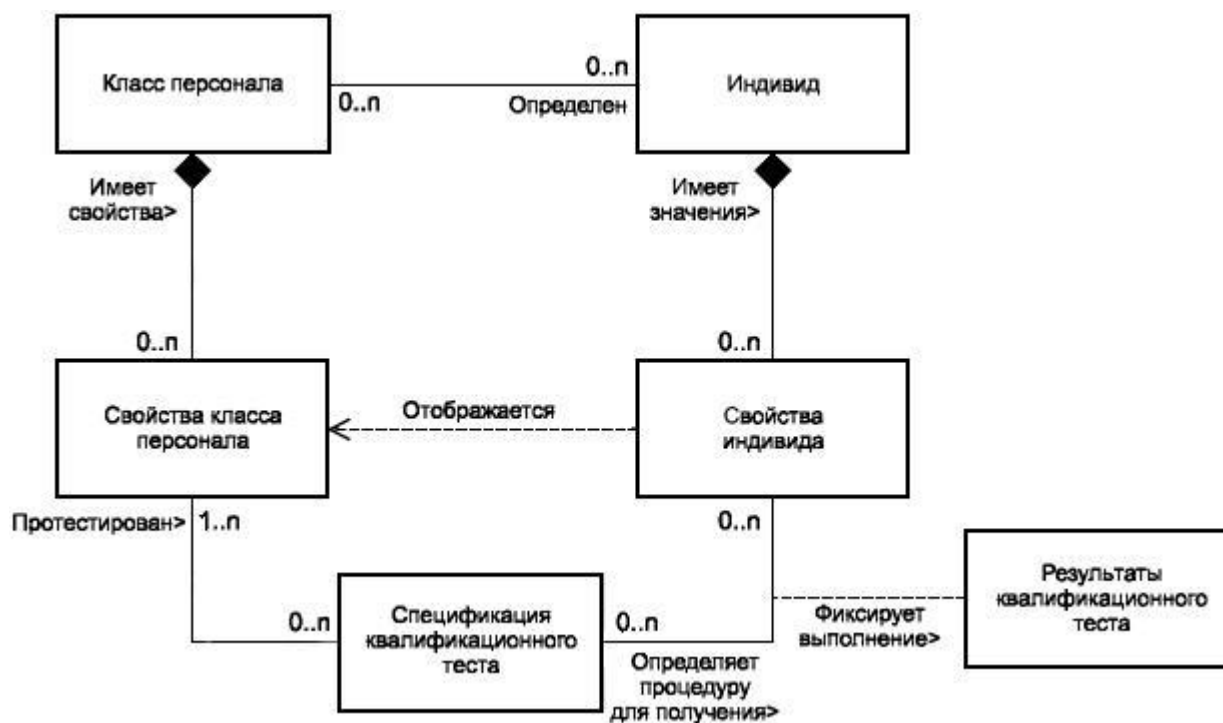 Класс персонала
0..n
Индивид
0..n
Определен
Имеет
свойства>
Имеет
значения>
0..n
0..n
Свойства класса
персонала
Отображается
Свойства
индивида
Протестирован>
1..n
0..n
0..n
Спецификация
квалификационного
теста
0..n
Фиксирует
выполнение>
Результаты
квалификационного
теста
Определяет
процедуру
для получения>